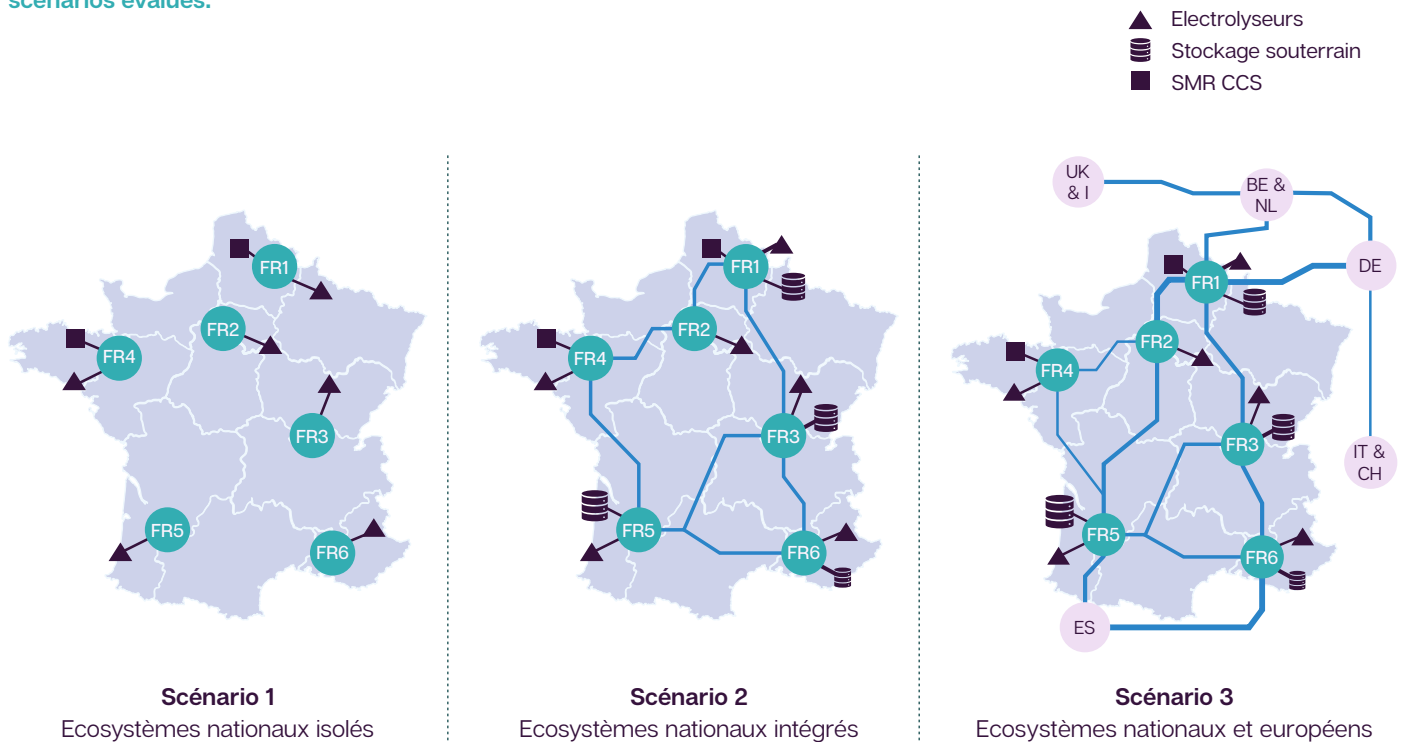 scénarios évalués.
Electrolyseurs
Stockage souterrain
SMR CCS
FR1
FR2
FR4
FR3
FR5
FR6
Scénario 1
Ecosystèmes nationaux isolés
FR1
FR2
FR4
FR3
FR5
FR6
Scénario 2
Ecosystèmes nationaux intégrés
UK
& I
BE &
NL
DE
FR1
FR2
FR4
FR3
IT &
CH
FR5
FR6
ES
Scénario 3
Ecosystèmes nationaux et européens